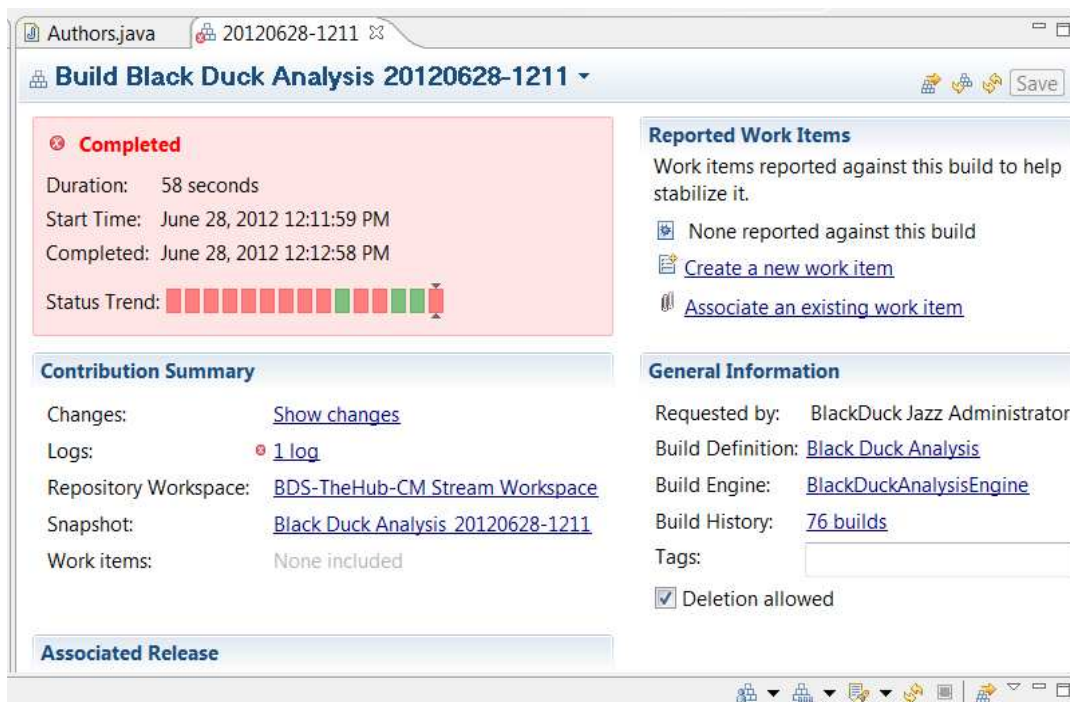 Authors.java
20120628-1211
Build Black Duck Analysis 20120628-1211
Save
Completed
Duration: 58 seconds
Start Time: June 28, 2012 12:11:59 PM
Completed: June 28, 2012 12:12:58 PM
Status Trend:
Reported Work Items
Work items reported against this build to help
stabilize it.
None reported against this build
Create a new work item
Associate an existing work item
Contribution Summary
Changes: Show changes
Logs: 1 log
Repository Workspace: BDS-TheHub-CM Stream Workspace
Snapshot: Black Duck Analysis 20120628-1211
Work items: None included
General Information
Requested by: BlackDuck Jazz Administrator
Build Definition: Black Duck Analysis
Build Engine: BlackDuckAnalysisEngine
Build History: 76 builds
Tags:
Deletion allowed
Associated Release